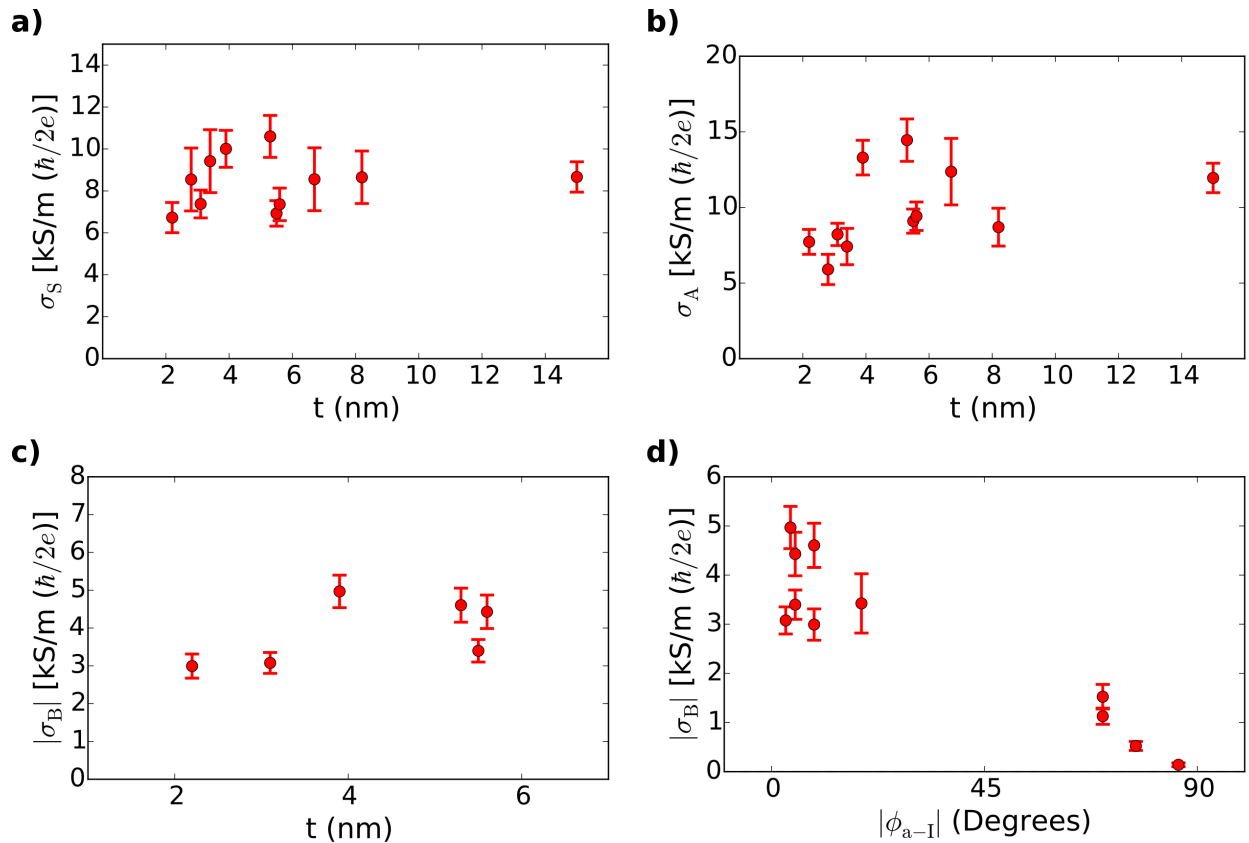 a)
14
12
10
8
6
4
2
0
σS [kS/m (ħ/2e)]
2 4 6 8 10 12 14
t (nm)
b)
20
15
10
5
0
σA [kS/m (ħ/2e)]
2 4 6 8 10 12 14
t (nm)
c)
8
7
6
5
4
3
2
1
0
|σB| [kS/m (ħ/2e)]
2 4 6
t (nm)
d)
6
5
4
3
2
1
0
|σB| [kS/m (ħ/2e)]
0 45 90
|ϕa−I| (Degrees)